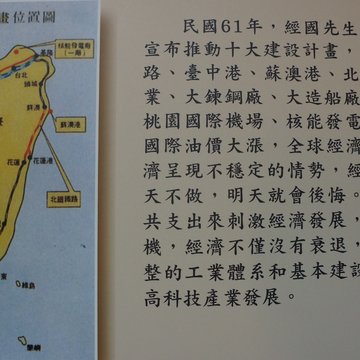 畫位置圖
核能發電廠
(一廠)
基隆
台北
頭城
蘇澳
蘇澳港
花蓮
花蓮港
北迴鐵路
東
綠島
蘭嶼
民國61年，經國先生
宣布推動十大建設計畫，
路、臺中港、蘇澳港、北
業、大鍊鋼廠、大造船廠
桃園國際機場、核能發電
國際油價大漲，全球經濟
濟呈現不穩定的情勢，經
天不做，明天就會後悔。
共支出來刺激經濟發展，
機，經濟不僅沒有衰退，
整的工業體系和基本建設
高科技產業發展。